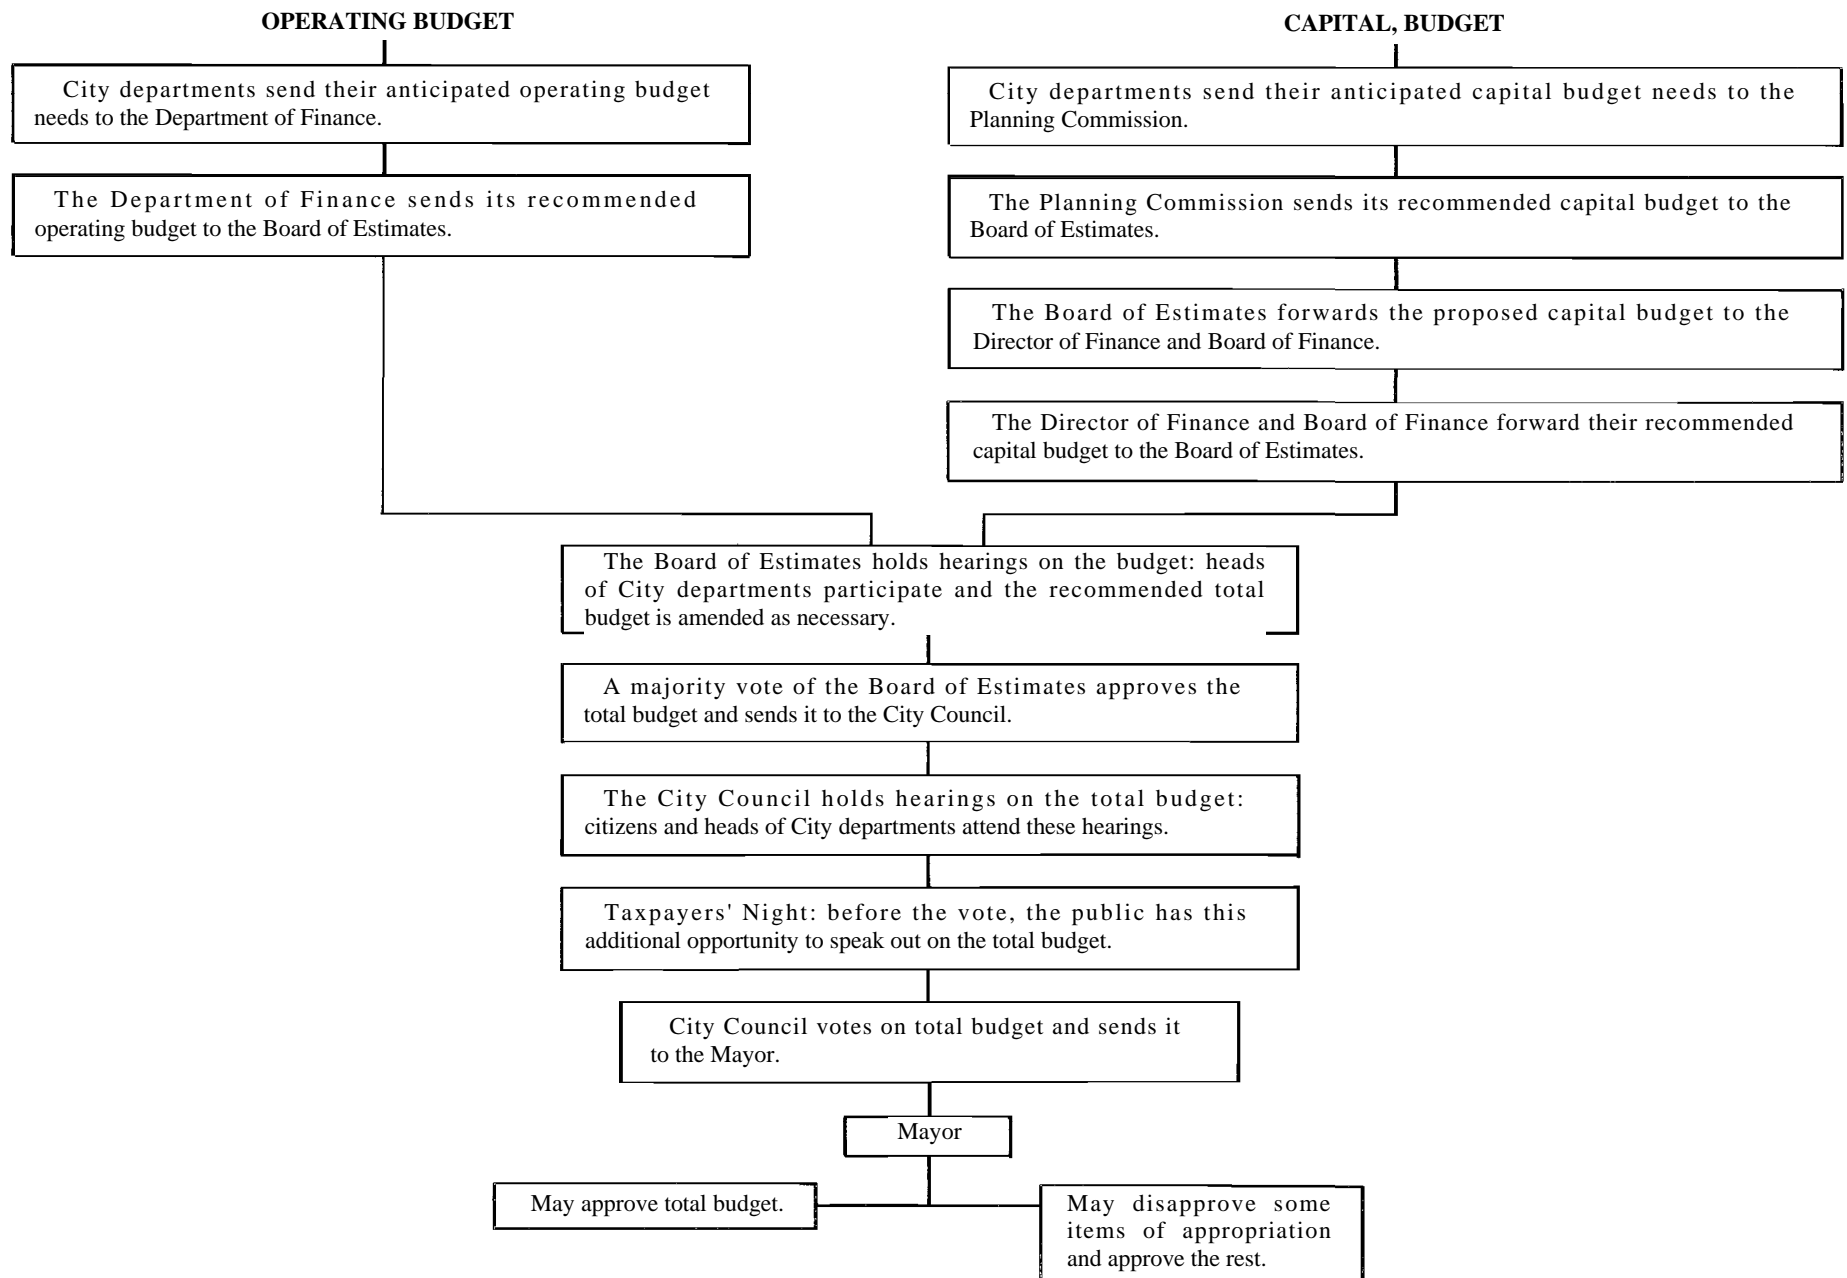 OPERATING BUDGET
City departments send their anticipated operating budget
needs to the Department of Finance.
The Department of Finance sends its recommended
operating budget to the Board of Estimates.
CAPITAL, BUDGET
City departments send their anticipated capital budget needs to the
Planning Commission.
The Planning Commission sends its recommended capital budget to the
Board of Estimates.
The Board of Estimates forwards the proposed capital budget to the
Director of Finance and Board of Finance.
The Director of Finance and Board of Finance forward their recommended
capital budget to the Board of Estimates.
The Board of Estimates holds hearings on the budget: heads
of City departments participate and the recommended total
budget is amended as necessary.
A majority vote of the Board of Estimates approves the
total budget and sends it to the City Council.
The City Council holds hearings on the total budget:
citizens and heads of City departments attend these hearings.
Taxpayers' Night: before the vote, the public has this
additional opportunity to speak out on the total budget.
City Council votes on total budget and sends it
to the Mayor.
Mayor
May approve total budget.
May disapprove some
items of appropriation
and approve the rest.